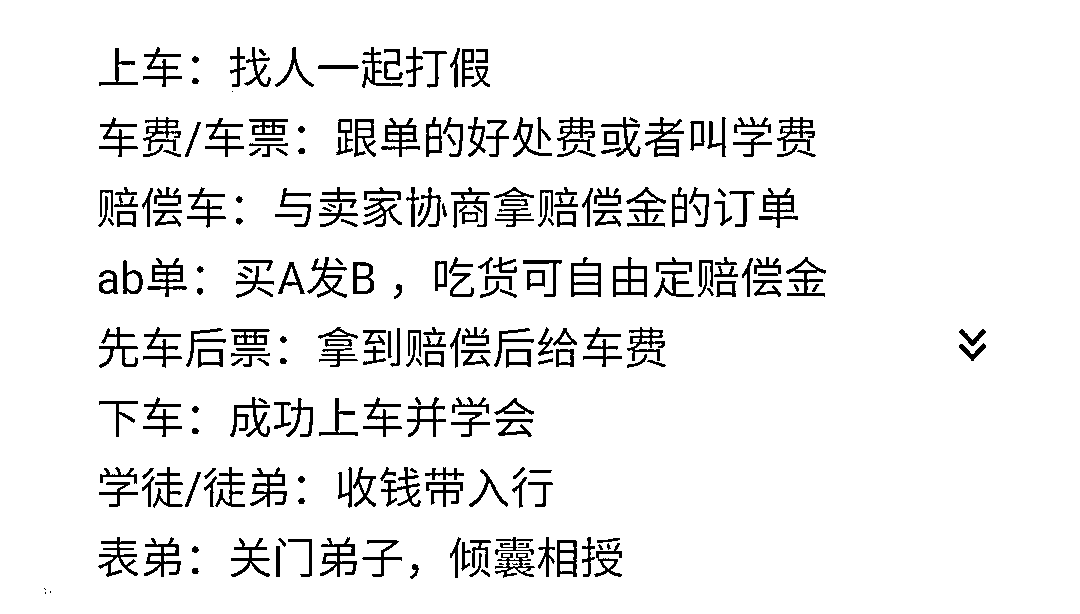 上车：找人一起打假
车费/车票：跟单的好处费或者叫学费
赔偿车：与卖家协商拿赔偿金的订单
ab单：买A发B，吃货可自由定赔偿金
先车后票：拿到赔偿后给车费
下车：成功上车并学会
学徒/徒弟：收钱带入行
表弟：关门弟子，倾囊相授